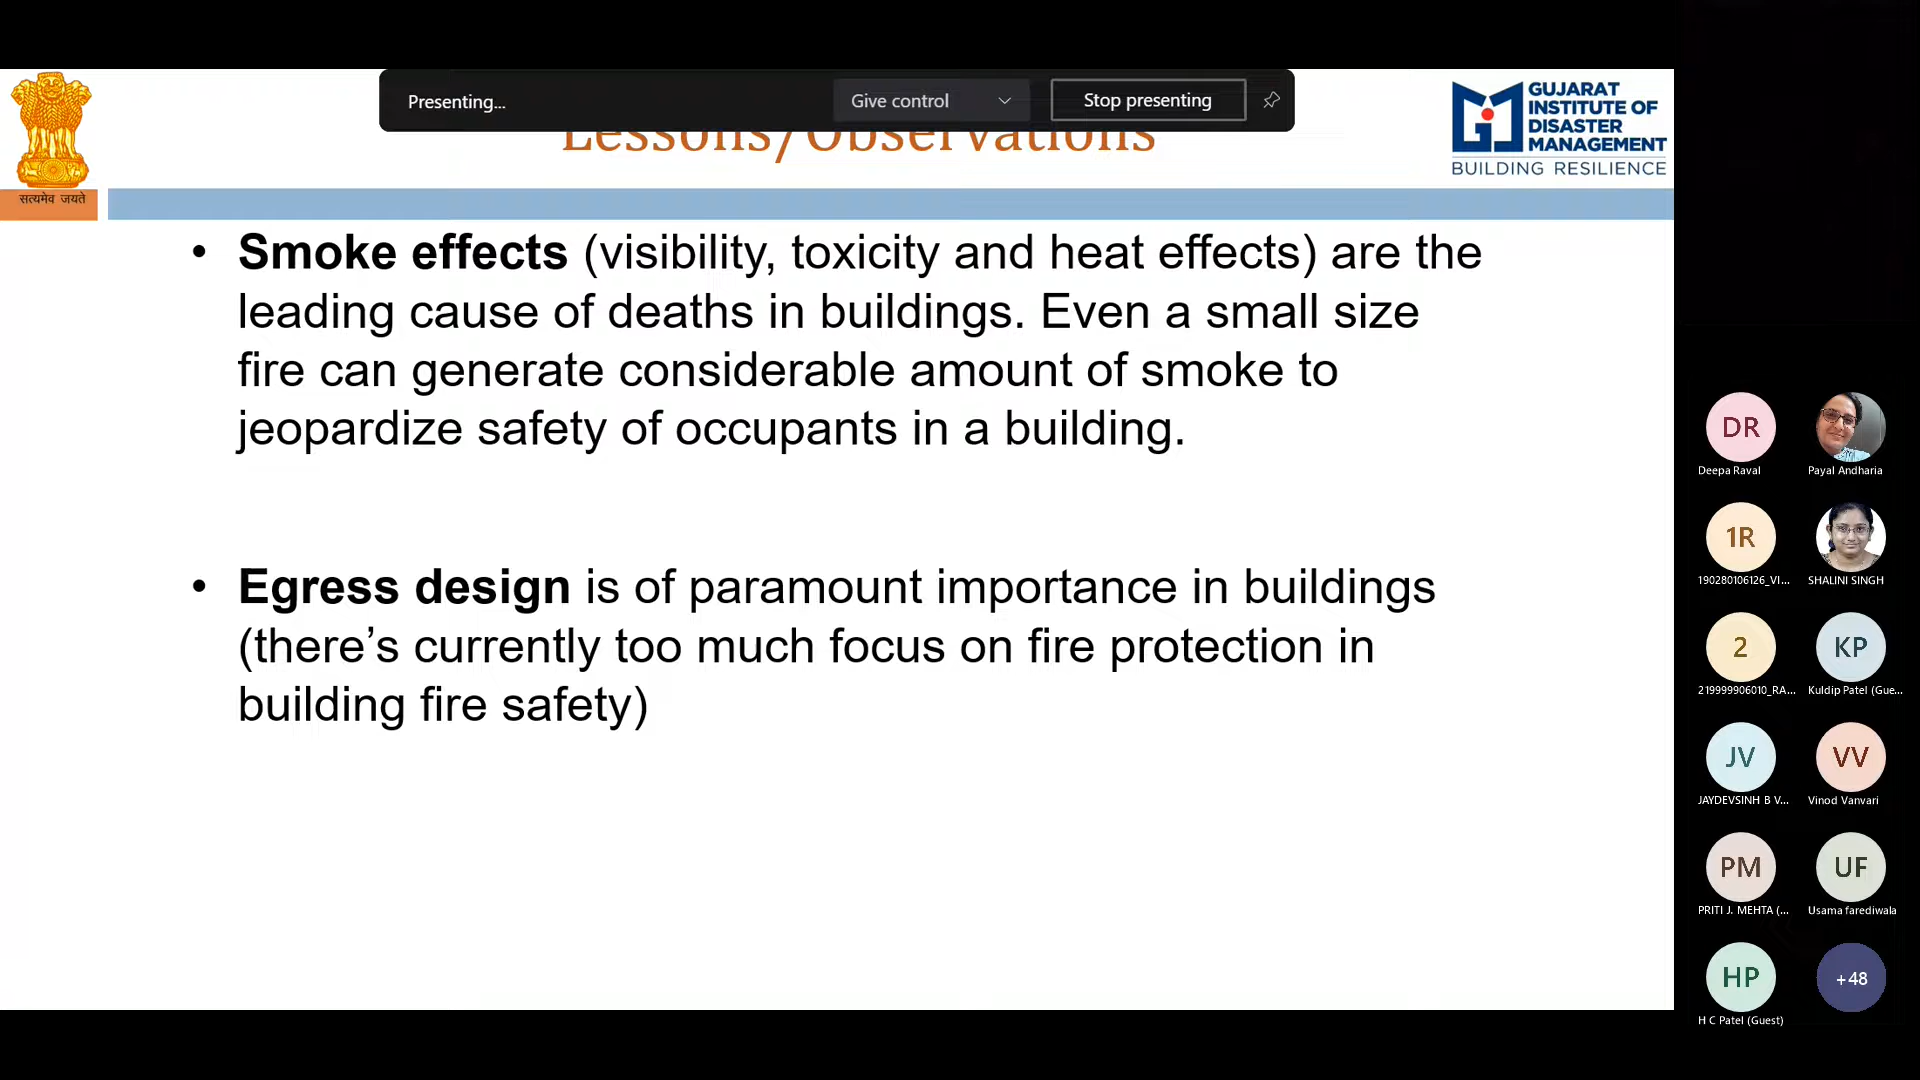 Presenting...
Give control
Stop presenting
Lessons/Observations
सत्यमेव जयते
GUJARAT
INSTITUTE OF
DISASTER
MANAGEMENT
BUILDING RESILIENCE
• Smoke effects (visibility, toxicity and heat effects) are the
leading cause of deaths in buildings. Even a small size
fire can generate considerable amount of smoke to
jeopardize safety of occupants in a building.
• Egress design is of paramount importance in buildings
(there’s currently too much focus on fire protection in
building fire safety)
DR
Deepa Raval
Payal Andharia
1R
190280106126_VI...
SHALINI SINGH
2
KP
219999906010_RA...
Kuldip Patel (Gue...
JV
VV
JAYDEVSINH B V...
Vinod Vanvari
PM
UF
PRITI J. MEHTA (...
Usama farediwala
HP
+48
H C Patel (Guest)